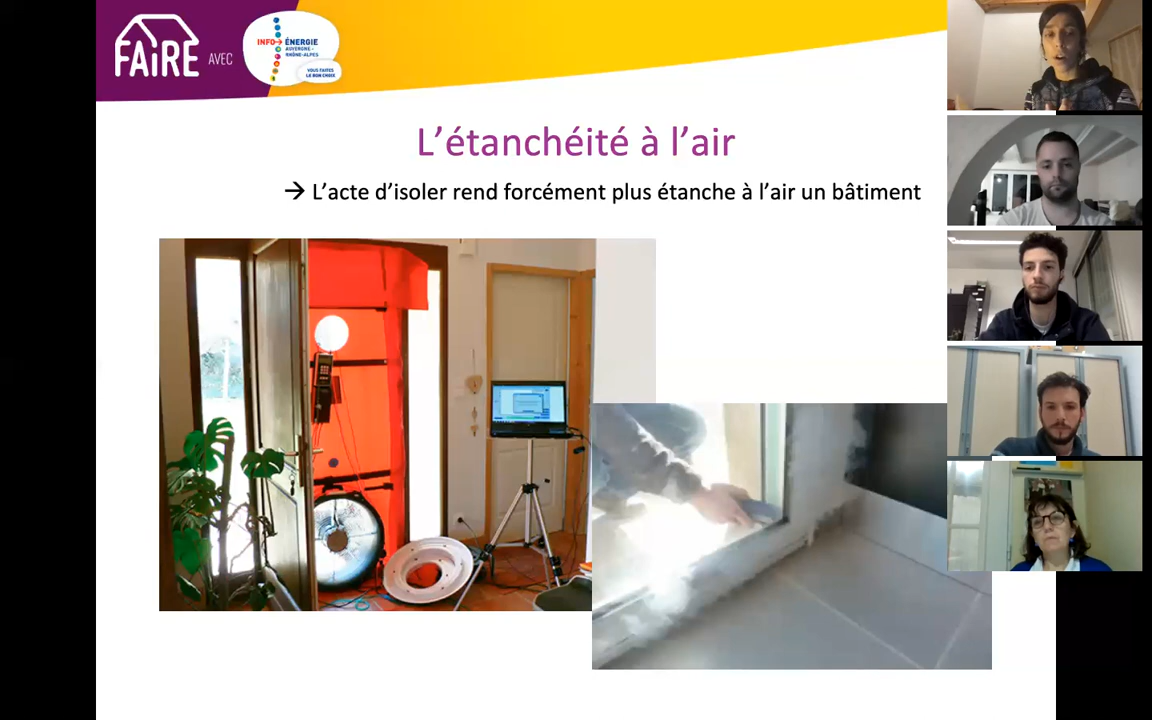 FAiRE
AVEC
INFO→ÉNERGIE
AUVERGNE-
RHÔNE-ALPES
VOUS FAITES
LE BON CHOIX
L’étanchéité à l’air
→ L’acte d’isoler rend forcément plus étanche à l’air un bâtiment